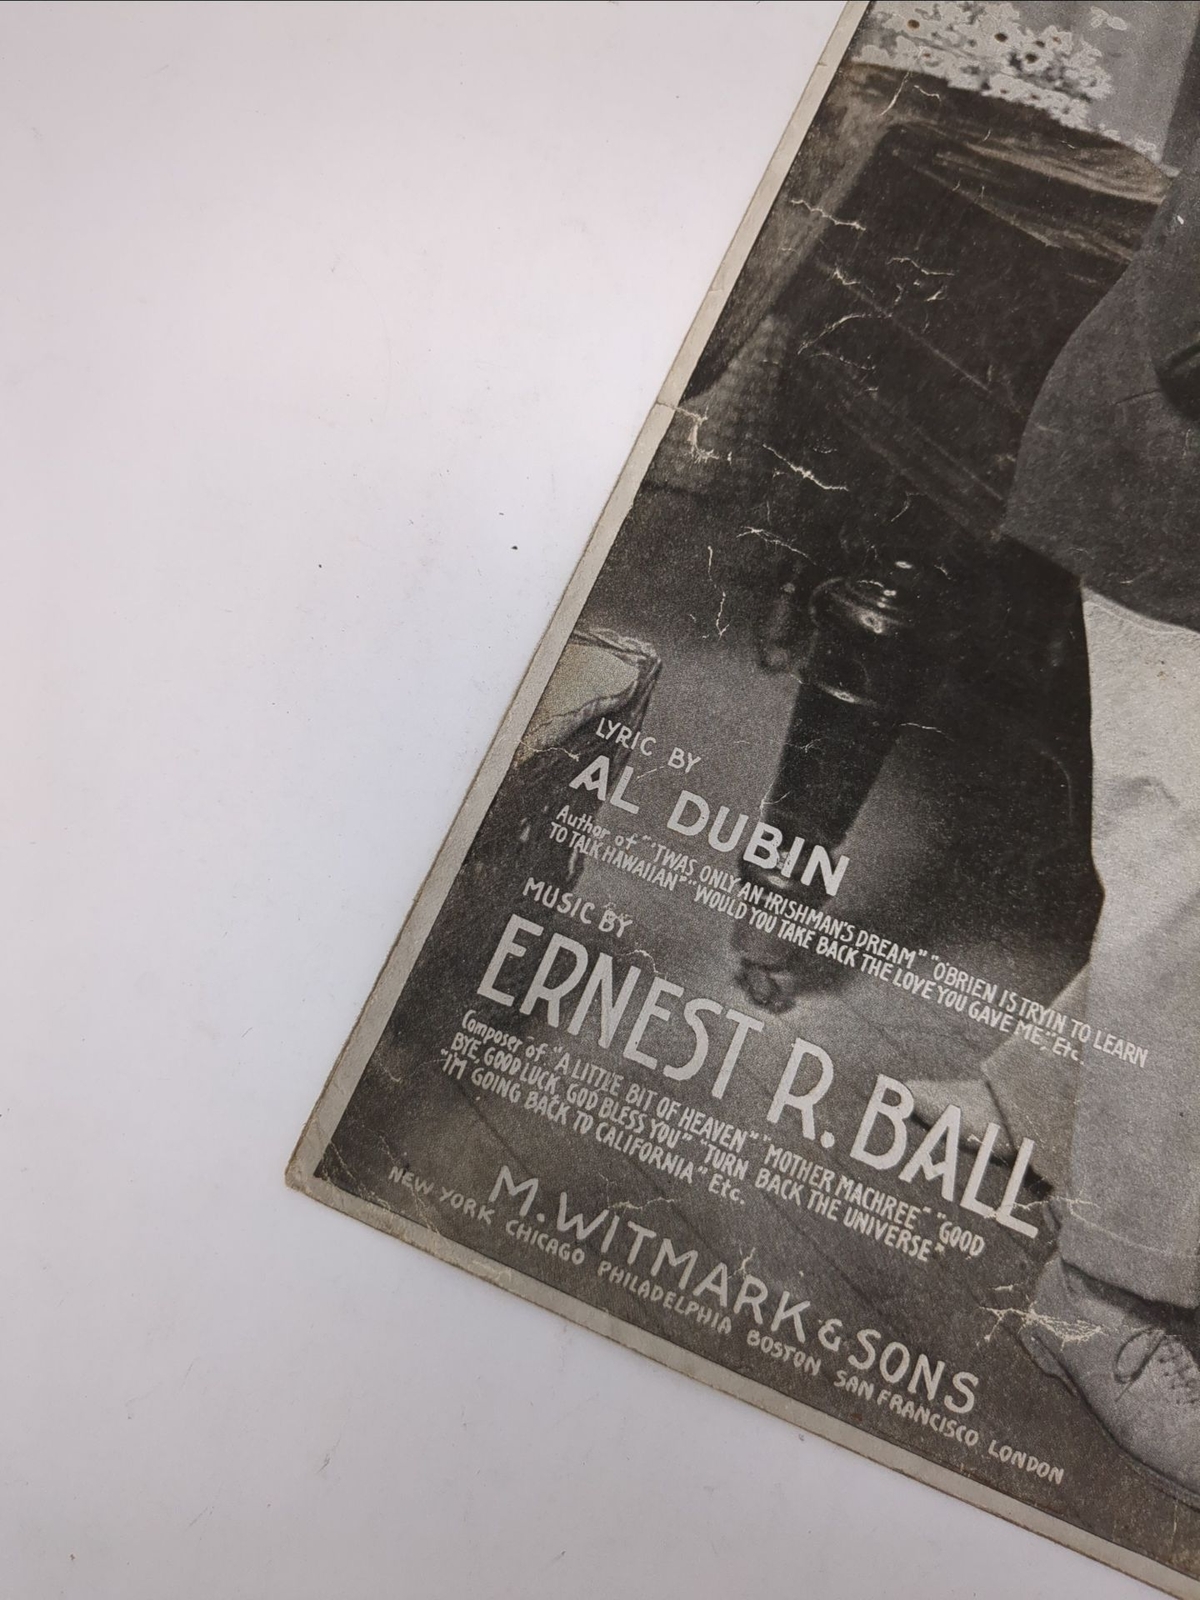 LYRIC BY
AL DUBIN
Author of "'TWAS ONLY AN IRISHMAN'S DREAM" "O'BRIEN IS TRYIN TO LEARN
TO TALK HAWAIIAN" "WOULD YOU TAKE BACK THE LOVE YOU GAVE ME," Etc.
MUSIC BY
ERNEST R. BALL
Composer of "A LITTLE BIT OF HEAVEN" "MOTHER MACHREE" "GOOD
BYE, GOOD LUCK, GOD BLESS YOU" "TURN BACK THE UNIVERSE"
"I'M GOING BACK TO CALIFORNIA" Etc.
M. WITMARK & SONS
NEW YORK CHICAGO PHILADELPHIA BOSTON SAN FRANCISCO LONDON